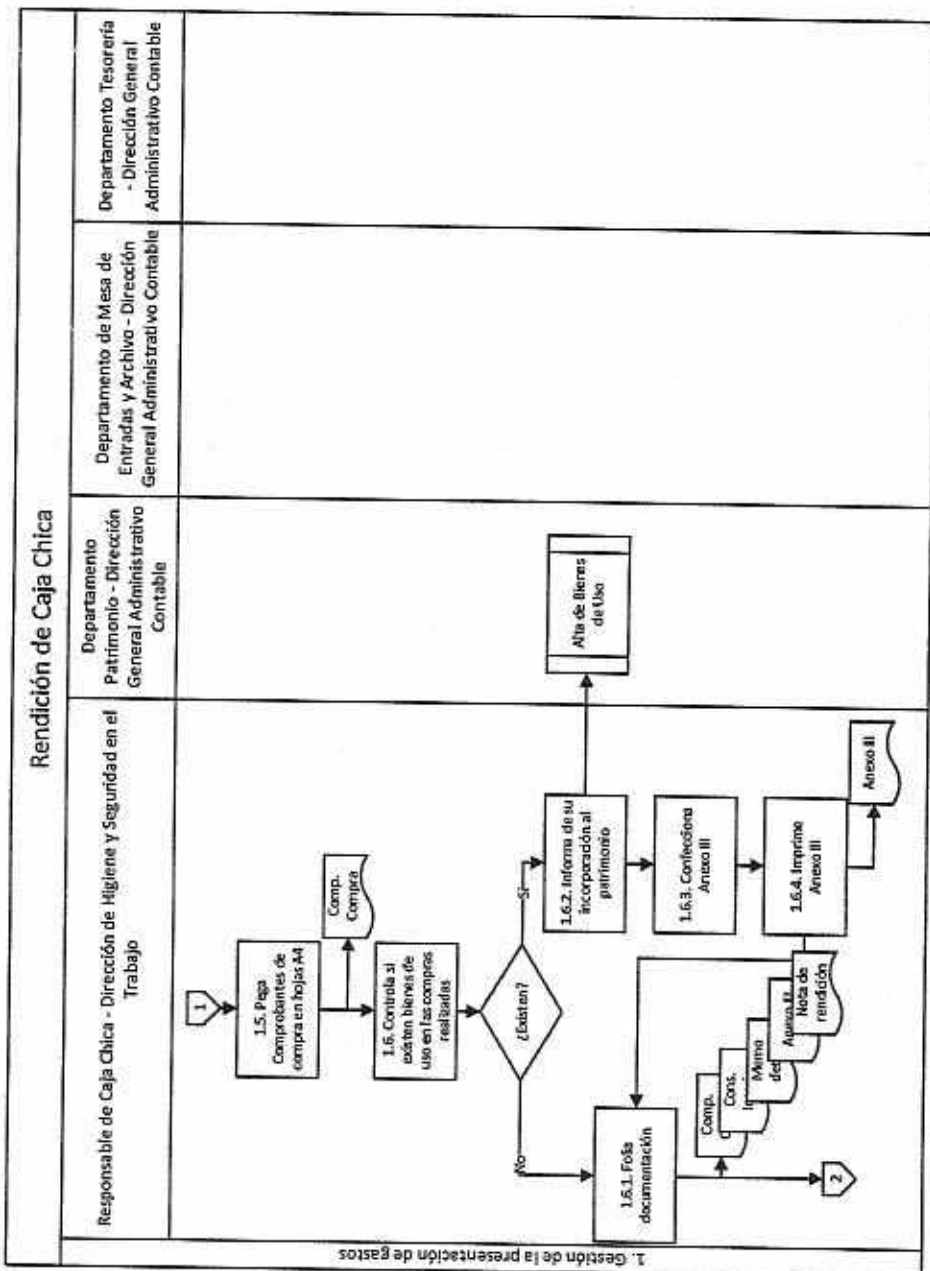 Rendición de Caja Chica
Responsable de Caja Chica - Dirección de Higiene y Seguridad en el
Trabajo
Departamento
Patrimonio - Dirección
General Administrativo
Contable
Departamento de Mesa de
Entradas y Archivo - Dirección
General Administrativo Contable
Departamento Tesorería
- Dirección General
Administrativo Contable
1. Gestión de la presentación de gastos
1
1.5. Pega
Comprobantes de
compra en hojas A4
Comp.
Compra
1.6. Controla si
existen bienes de
uso en las compras
realizadas
¿Existen?
No
Sí
1.6.2. Informa de su
incorporación al
patrimonio
Alta de Bienes
de Uso
1.6.3. Confecciona
Anexo III
1.6.4. Imprime
Anexo III
Anexo III
1.6.1. Folia
documentación
Comp.
Cons.
Memo
Nota de
rendición
2